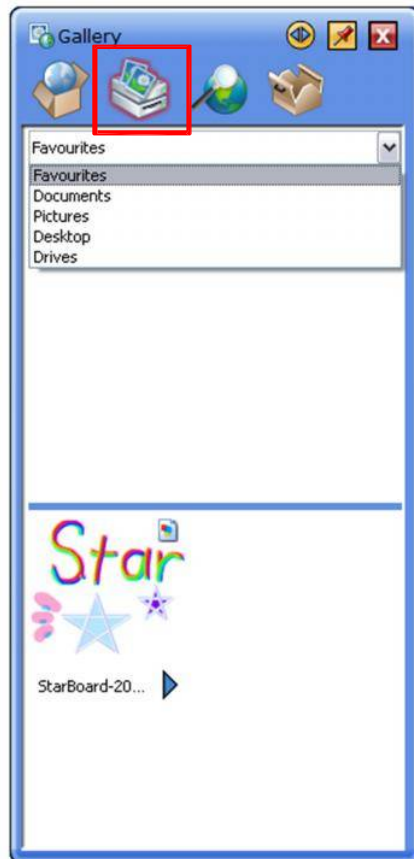 Gallery
Favourites
Favourites
Documents
Pictures
Desktop
Drives
Star
StarBoard-20...